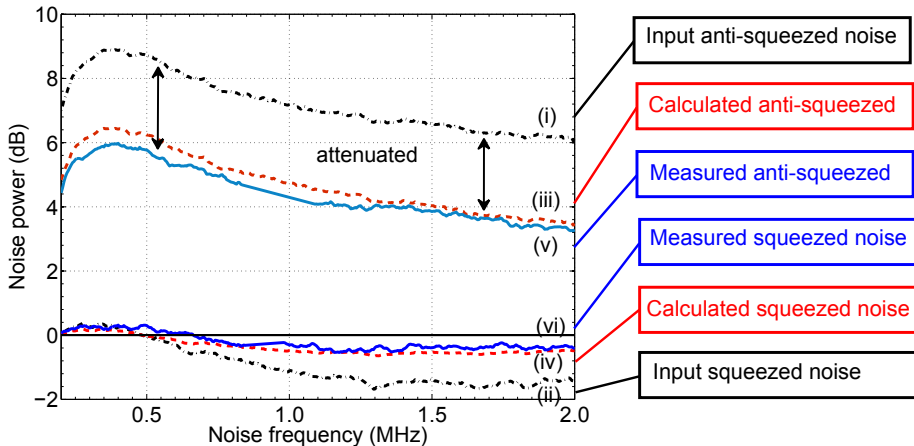 10
8
6
4
2
0
−2
Noise power (dB)
0.5
1.0
1.5
2.0
Noise frequency (MHz)
(i)
attenuated
(iii)
(v)
(vi)
(iv)
(ii)
Input anti-squeezed noise
Calculated anti-squeezed
Measured anti-squeezed
Measured squeezed noise
Calculated squeezed noise
Input squeezed noise